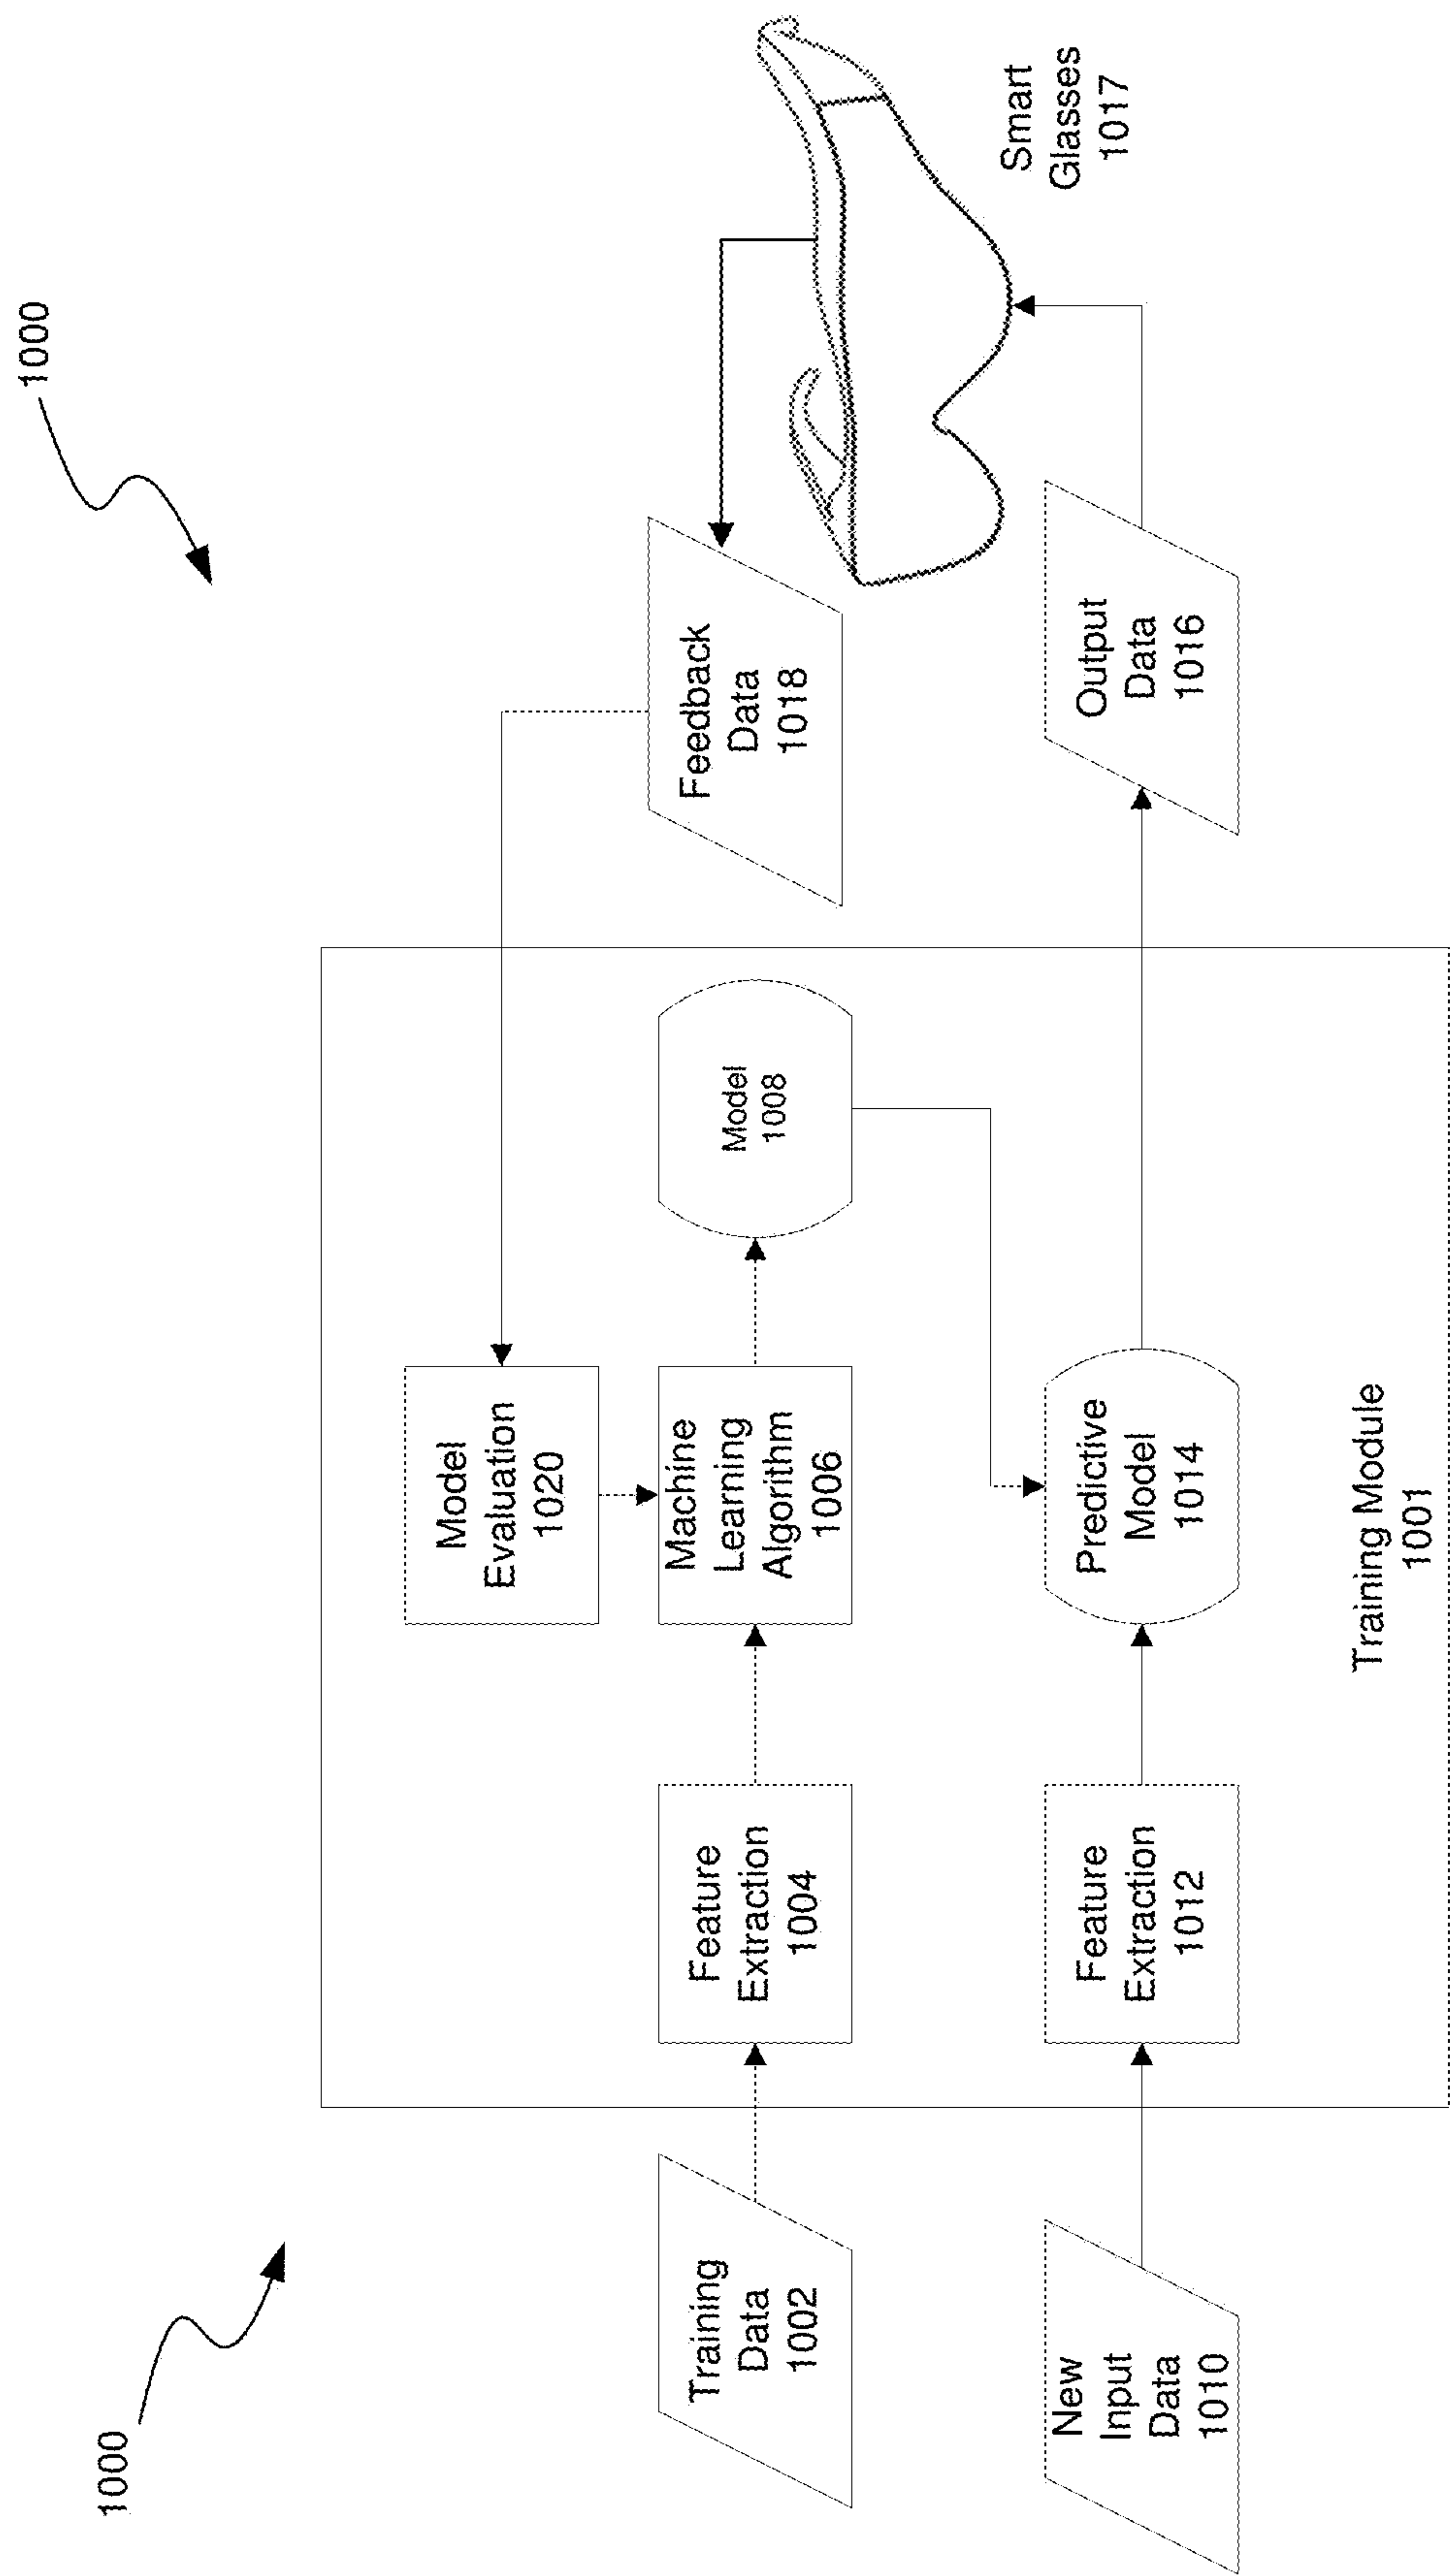 1000
1000
Model
Evaluation
1020
Training
Data
1002
Feature
Extraction
1004
Machine
Learning
Algorithm
1006
Model
1008
Feedback
Data
1018
New
Input
Data
1010
Feature
Extraction
1012
Predictive
Model
1014
Output
Data
1016
Smart
Glasses
1017
Training Module
1001